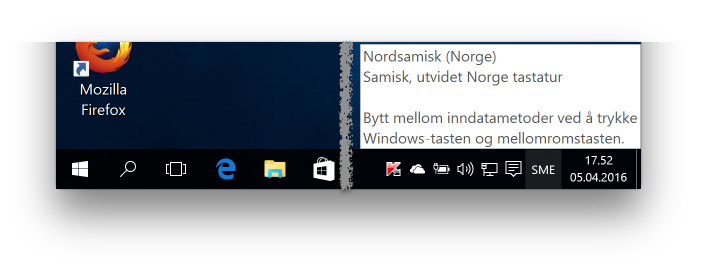 Mozilla
Firefox
Nordsamisk (Norge)
Samisk, utvidet Norge tastatur
Bytt mellom inndatametoder ved å trykke
Windows-tasten og mellomromstasten.
SME
17.52
05.04.2016